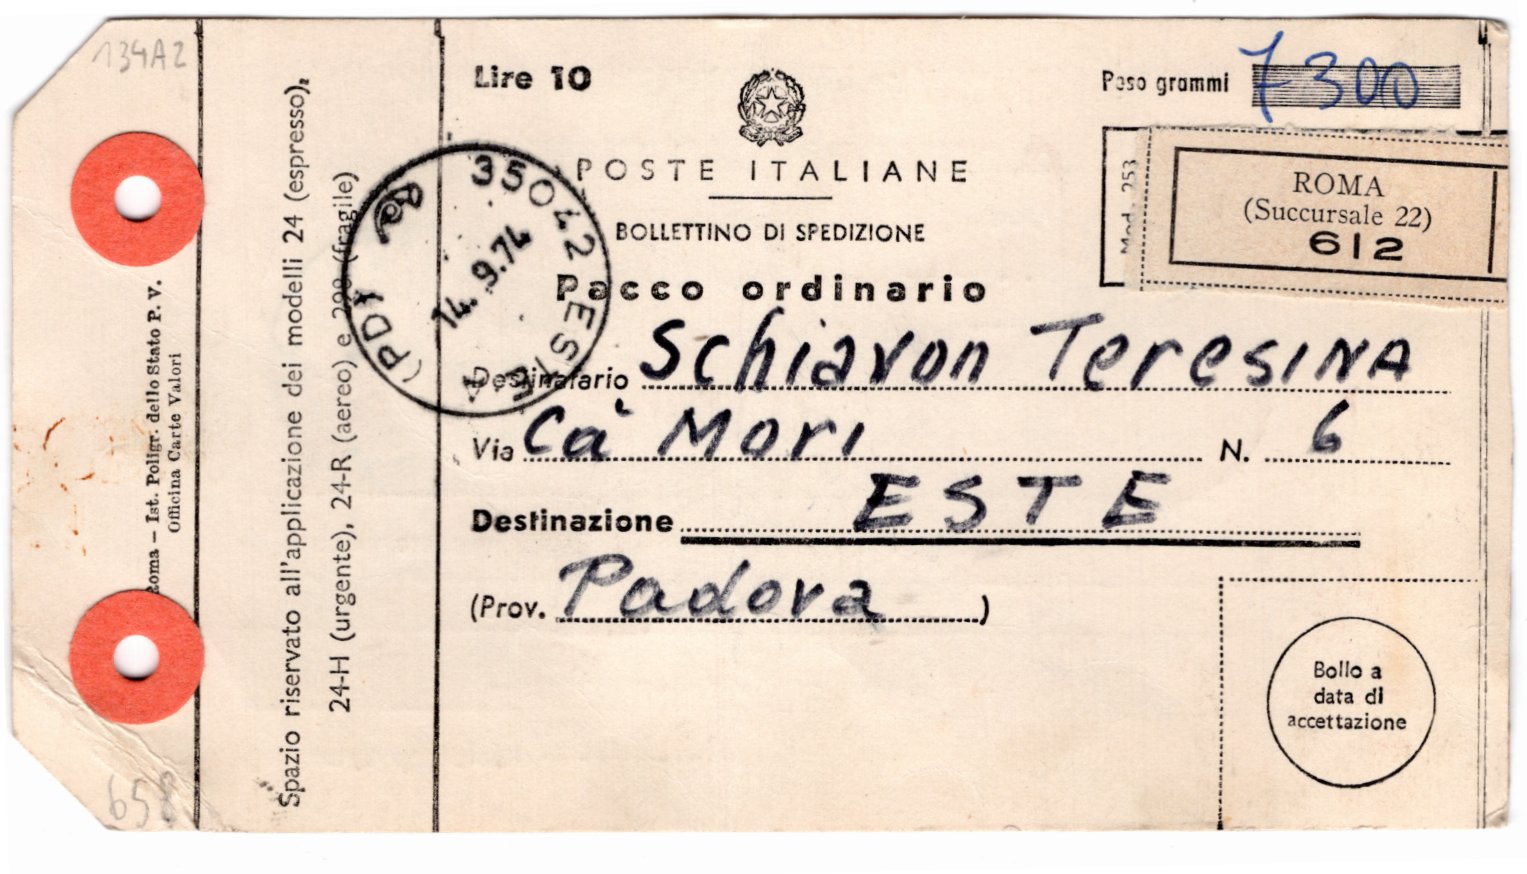 134A2
Lire 10
Peso grammi 7300
POSTE ITALIANE
BOLLETTINO DI SPEDIZIONE
Pacco ordinario
Mod. 253
ROMA
(Succursale 22)
612
35042 ESTE
(PD)
14.9.74
A
Destinatario Schiavon Teresina
Via Cà Mori N. 6
Destinazione ESTE
(Prov. Padova )
Bollo a
data di
accettazione
Spazio riservato all'applicazione dei modelli 24 (espresso),
24-H (urgente), 24-R (aereo) e (fragile)
Roma – Ist. Poligr. dello Stato P. V.
Officina Carte Valori
658